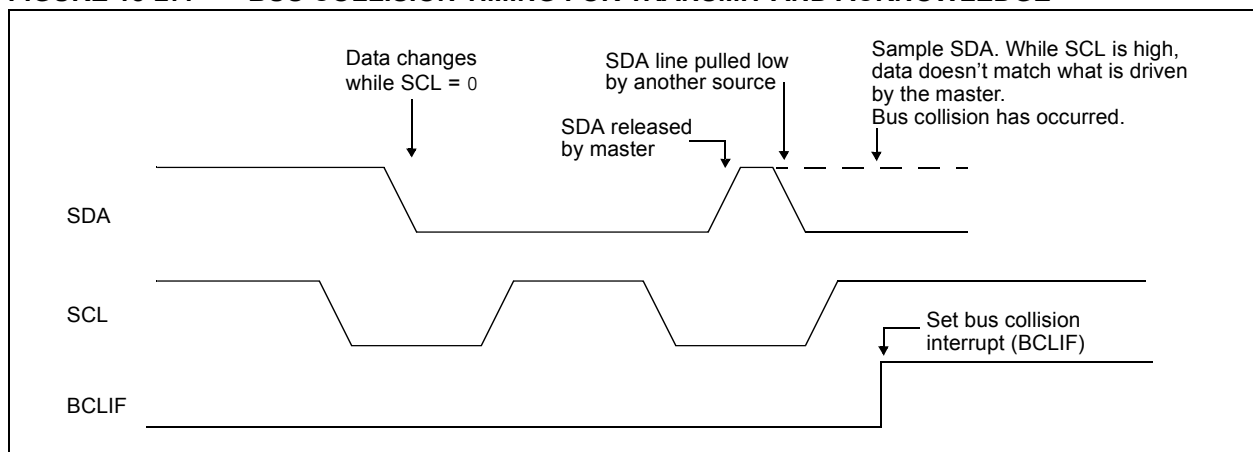 Data changes
while SCL = 0
SDA line pulled low
by another source
Sample SDA. While SCL is high,
data doesn't match what is driven
by the master.
Bus collision has occurred.
SDA released
by master
SDA
SCL
Set bus collision
interrupt (BCLIF)
BCLIF